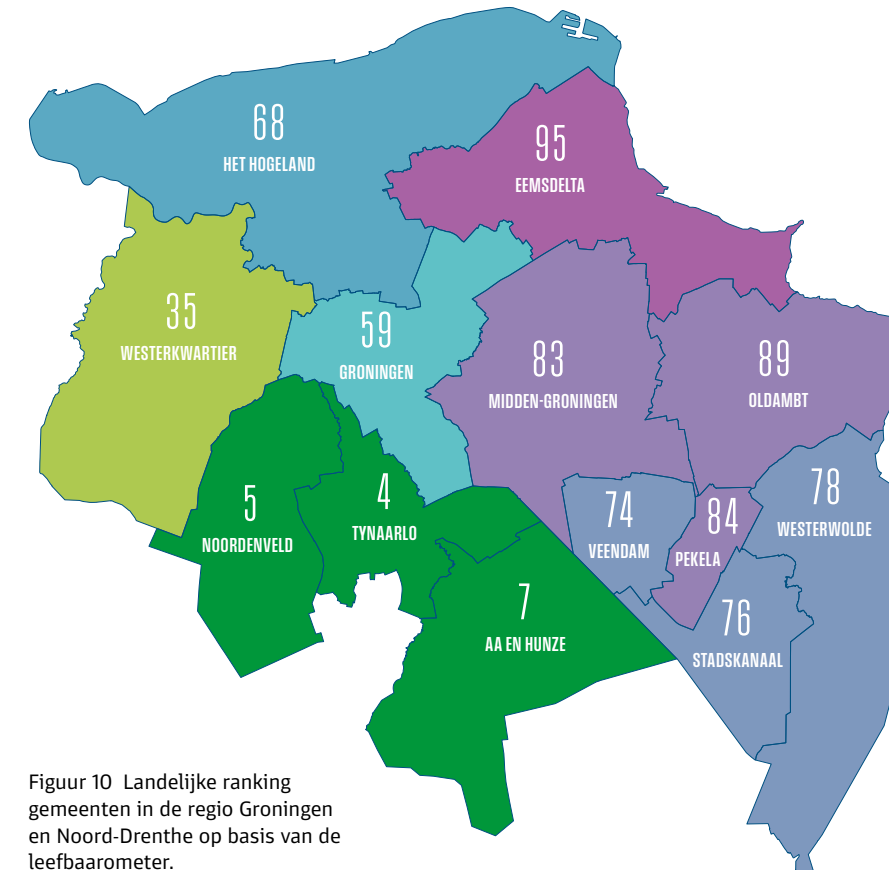 68
HET HOGELAND
95
EEMSDELTA
35
WESTERKWARTIER
59
GRONINGEN
83
MIDDEN-GRONINGEN
89
OLDAMBT
5
NOORDENVELD
4
TYNAARLO
74
VEENDAM
84
PEKELA
78
WESTERWOLDE
7
AA EN HUNZE
76
STADSKANAAL
Figuur 10 Landelijke ranking
gemeenten in de regio Groningen
en Noord-Drenthe op basis van de
leefbaarometer.